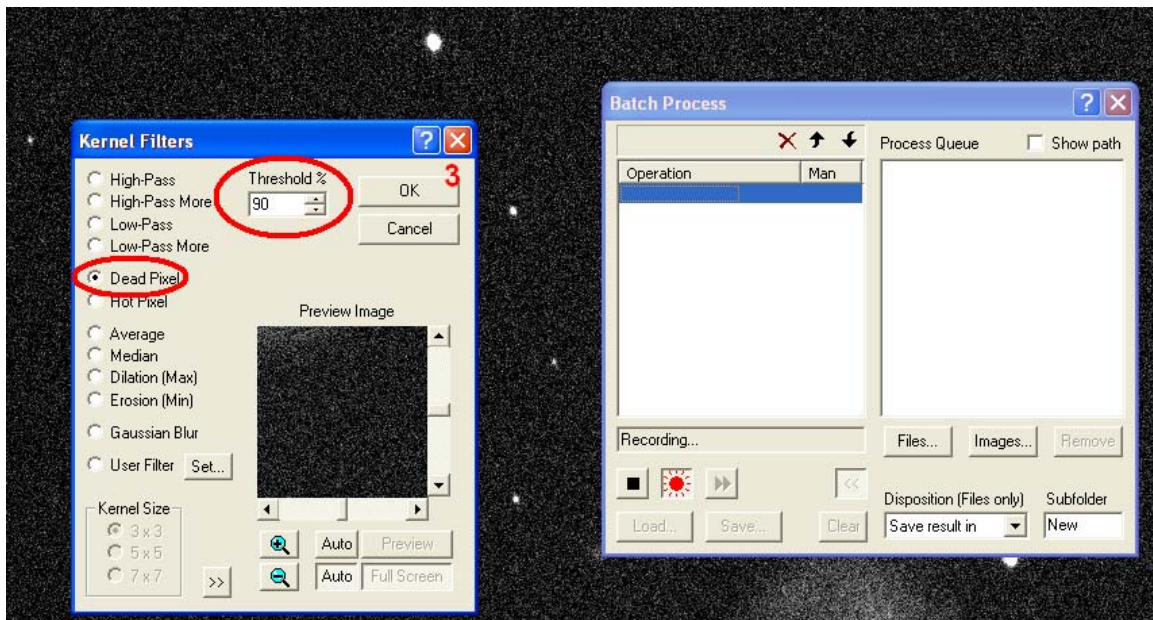 Kernel Filters
High-Pass
High-Pass More
Low-Pass
Low-Pass More
Dead Pixel
Hot Pixel
Average
Median
Dilation (Max)
Erosion (Min)
Gaussian Blur
User Filter Set...
Kernel Size
3 x 3
5 x 5
7 x 7
>>
Threshold %
90
OK
3
Cancel
Preview Image
Auto Preview
Auto Full Screen
Batch Process
Operation Man
Recording...
Load... Save... Clear
<<
Process Queue Show path
Files... Images... Remove
Disposition (Files only) Subfolder
Save result in New